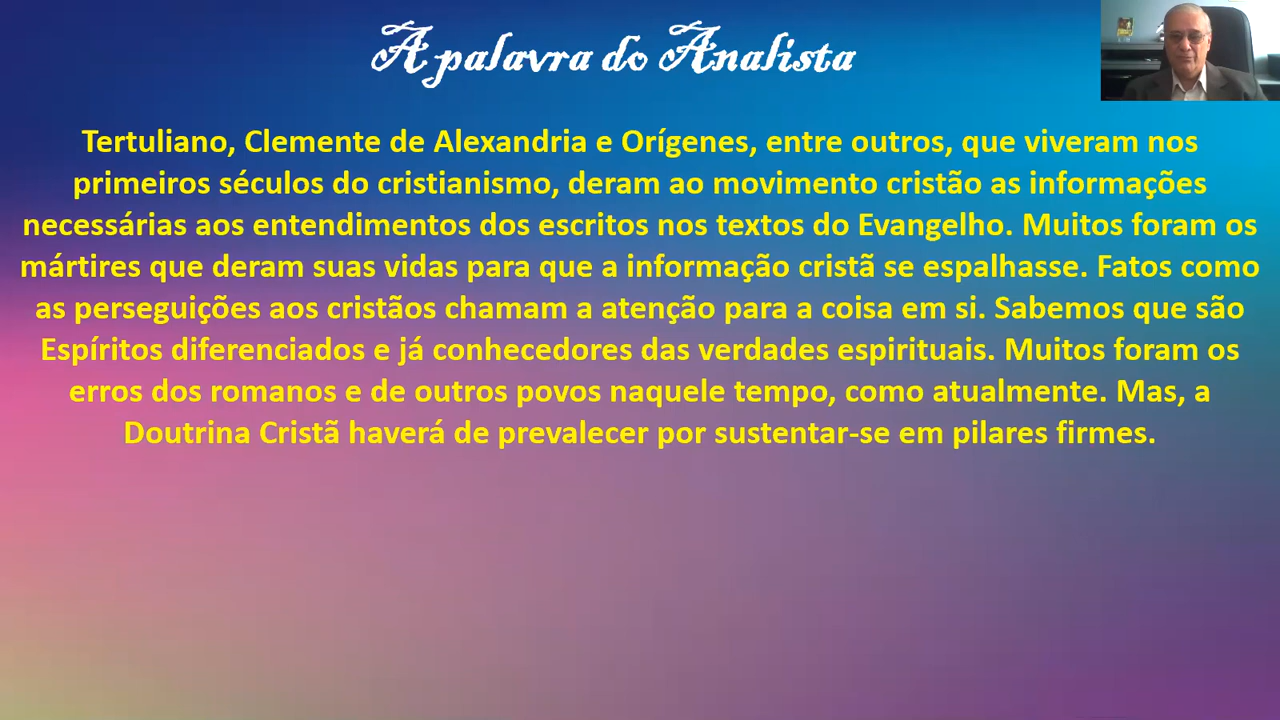 A palavra do Analista
Tertuliano, Clemente de Alexandria e Orígenes, entre outros, que viveram nos
primeiros séculos do cristianismo, deram ao movimento cristão as informações
necessárias aos entendimentos dos escritos nos textos do Evangelho. Muitos foram os
mártires que deram suas vidas para que a informação cristã se espalhasse. Fatos como
as perseguições aos cristãos chamam a atenção para a coisa em si. Sabemos que são
Espíritos diferenciados e já conhecedores das verdades espirituais. Muitos foram os
erros dos romanos e de outros povos naquele tempo, como atualmente. Mas, a
Doutrina Cristã haverá de prevalecer por sustentar-se em pilares firmes.